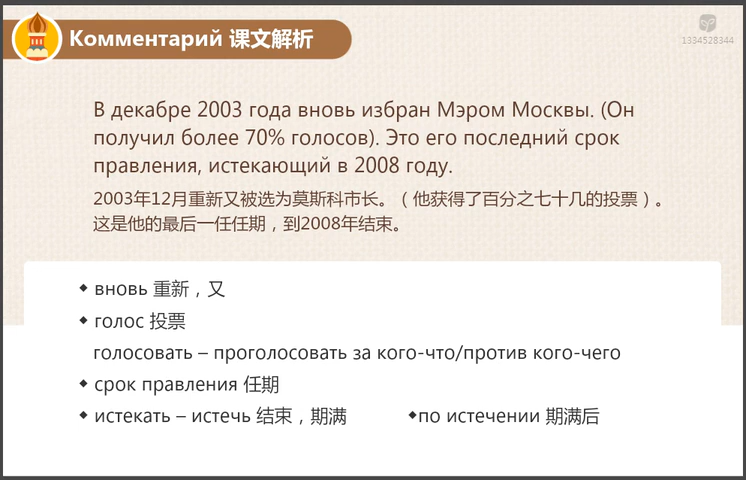 Комментарий 课文解析
1334528344
В декабре 2003 года вновь избран Мэром Москвы. (Он
получил более 70% голосов). Это его последний срок
правления, истекающий в 2008 году.
2003年12月重新又被选为莫斯科市长。（他获得了百分之七十几的投票）。
这是他的最后一任任期，到2008年结束。
◆ вновь 重新，又
◆ голос 投票
голосовать – проголосовать за кого-что/против кого-чего
◆ срок правления 任期
◆ истекать – истечь 结束，期满 ◆по истечении 期满后